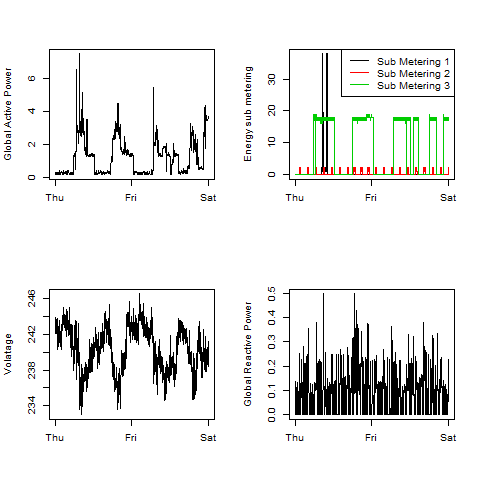 Global Active Power
6
4
2
0
Thu Fri Sat
Energy sub metering
30
20
10
0
Sub Metering 1
Sub Metering 2
Sub Metering 3
Thu Fri Sat
Volatage
246
242
238
234
Thu Fri Sat
Global Reactive Power
0.5
0.4
0.3
0.2
0.1
0.0
Thu Fri Sat